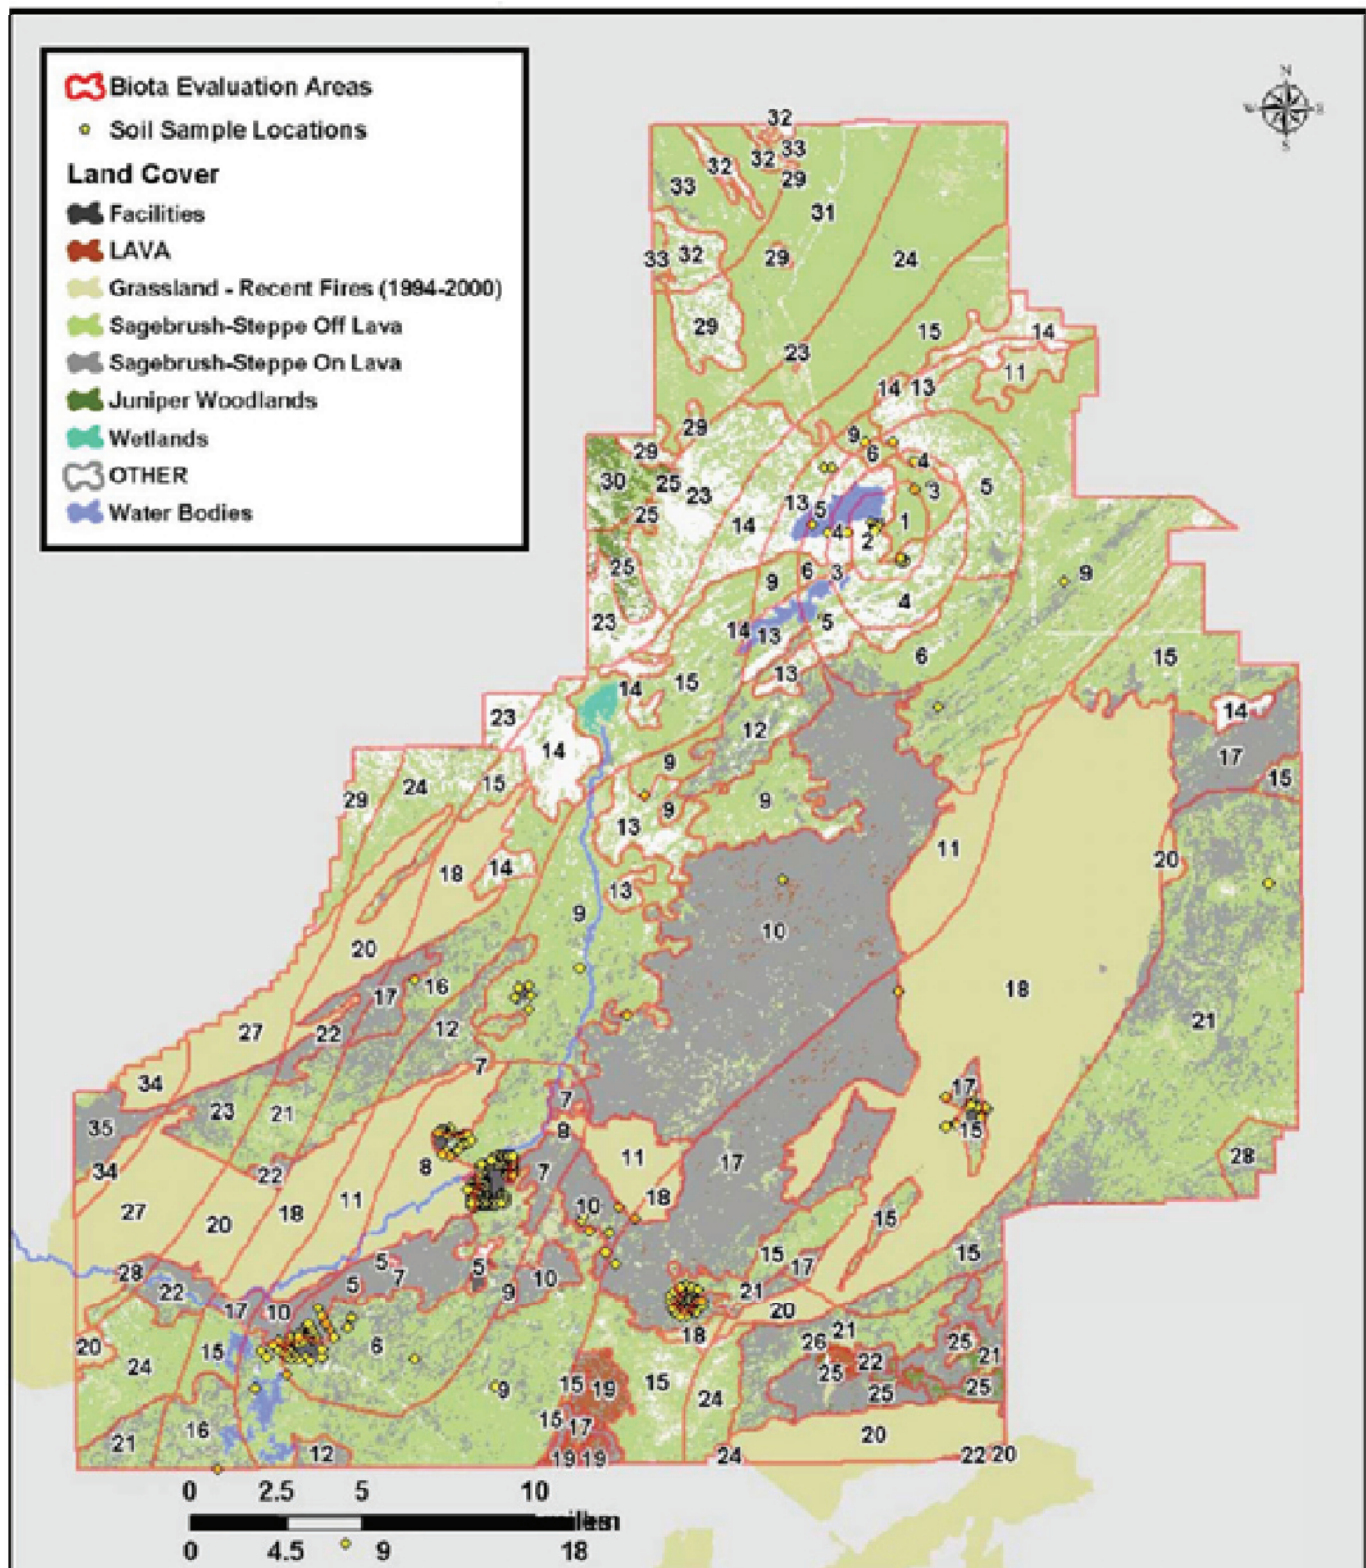 Biota Evaluation Areas
Soil Sample Locations
Land Cover
Facilities
LAVA
Grassland - Recent Fires (1994-2000)
Sagebrush-Steppe Off Lava
Sagebrush-Steppe On Lava
Juniper Woodlands
Wetlands
OTHER
Water Bodies
N
W
S
32
33
32 32
29
33
31
33 32 29 24
29 15 14
23
11
14 13
29 9
29 6 4
30 25 23 3 5
25 13 5 1
14 4 2
25 9 6 3 9
4
23 14 13 5
6 15
13
14 15
23 12 14
14 9 17
24 15 15
29 9 9
13
11
18 14 20
13
9
10
20
17 16 18
21
27 22 12
7
34 17
23 21 7
35 15
8
34 22 8 7 11 17 28
11 18
27 20 18 10
15
28 5 5 15
22 5 7 10 17
17 10 9 21
20
20 15 6 18 26 21 25
24 22 21
15 19 15 25 25
9 24 25
16 15 17
21 20
12 19 19 24 22 20
0 2.5 5 10
0 4.5 9 18